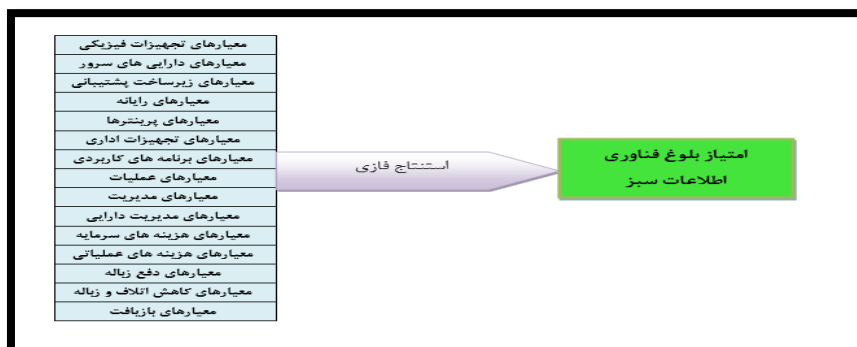 معیارهای تجهیزات فیزیکی
معیارهای دارایی های سرور
معیارهای زیرساخت پشتیبانی
معیارهای رایانه
معیارهای پرینترها
معیارهای تجهیزات اداری
معیارهای برنامه های کاربردی
معیارهای عملیات
معیارهای مدیریت
معیارهای مدیریت دارایی
معیارهای هزینه های سرمایه
معیارهای هزینه های عملیاتی
معیارهای دفع زباله
معیارهای کاهش اتلاف و زباله
معیارهای بازیافت
استنتاج فازی
امتیاز بلوغ فناوری
اطلاعات سبز